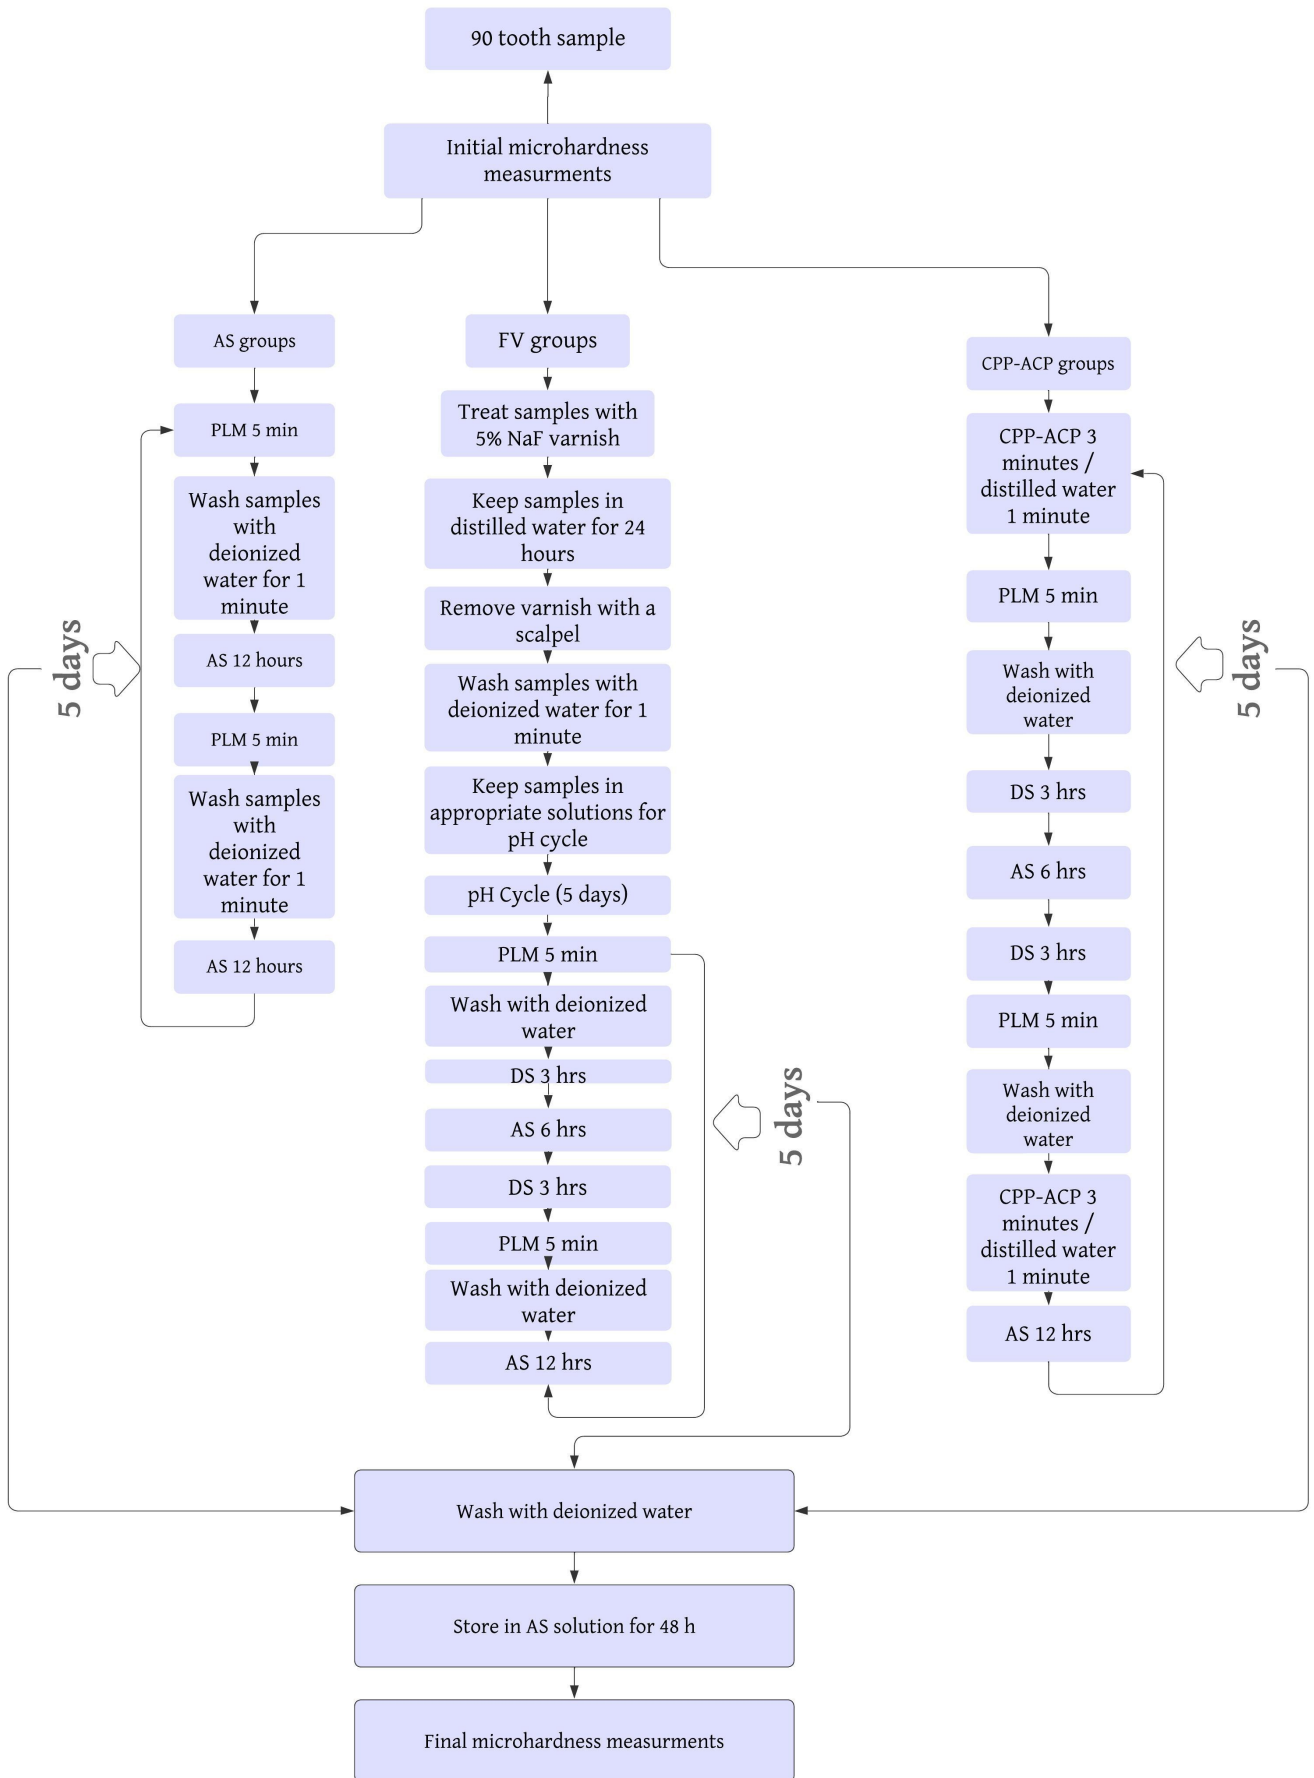 90 tooth sample
Initial microhardness
measurments
AS groups
PLM 5 min
Wash samples
with
deionized
water for 1
minute
AS 12 hours
PLM 5 min
Wash samples
with
deionized
water for 1
minute
AS 12 hours
5 days
FV groups
Treat samples with
5% NaF varnish
Keep samples in
distilled water for 24
hours
Remove varnish with a
scalpel
Wash samples with
deionized water for 1
minute
Keep samples in
appropriate solutions for
pH cycle
pH Cycle (5 days)
PLM 5 min
Wash with deionized
water
DS 3 hrs
AS 6 hrs
DS 3 hrs
PLM 5 min
Wash with deionized
water
AS 12 hrs
5 days
CPP-ACP groups
CPP-ACP 3
minutes /
distilled water
1 minute
PLM 5 min
Wash with
deionized
water
DS 3 hrs
AS 6 hrs
DS 3 hrs
PLM 5 min
Wash with
deionized
water
CPP-ACP 3
minutes /
distilled water
1 minute
AS 12 hrs
5 days
Wash with deionized water
Store in AS solution for 48 h
Final microhardness measurments